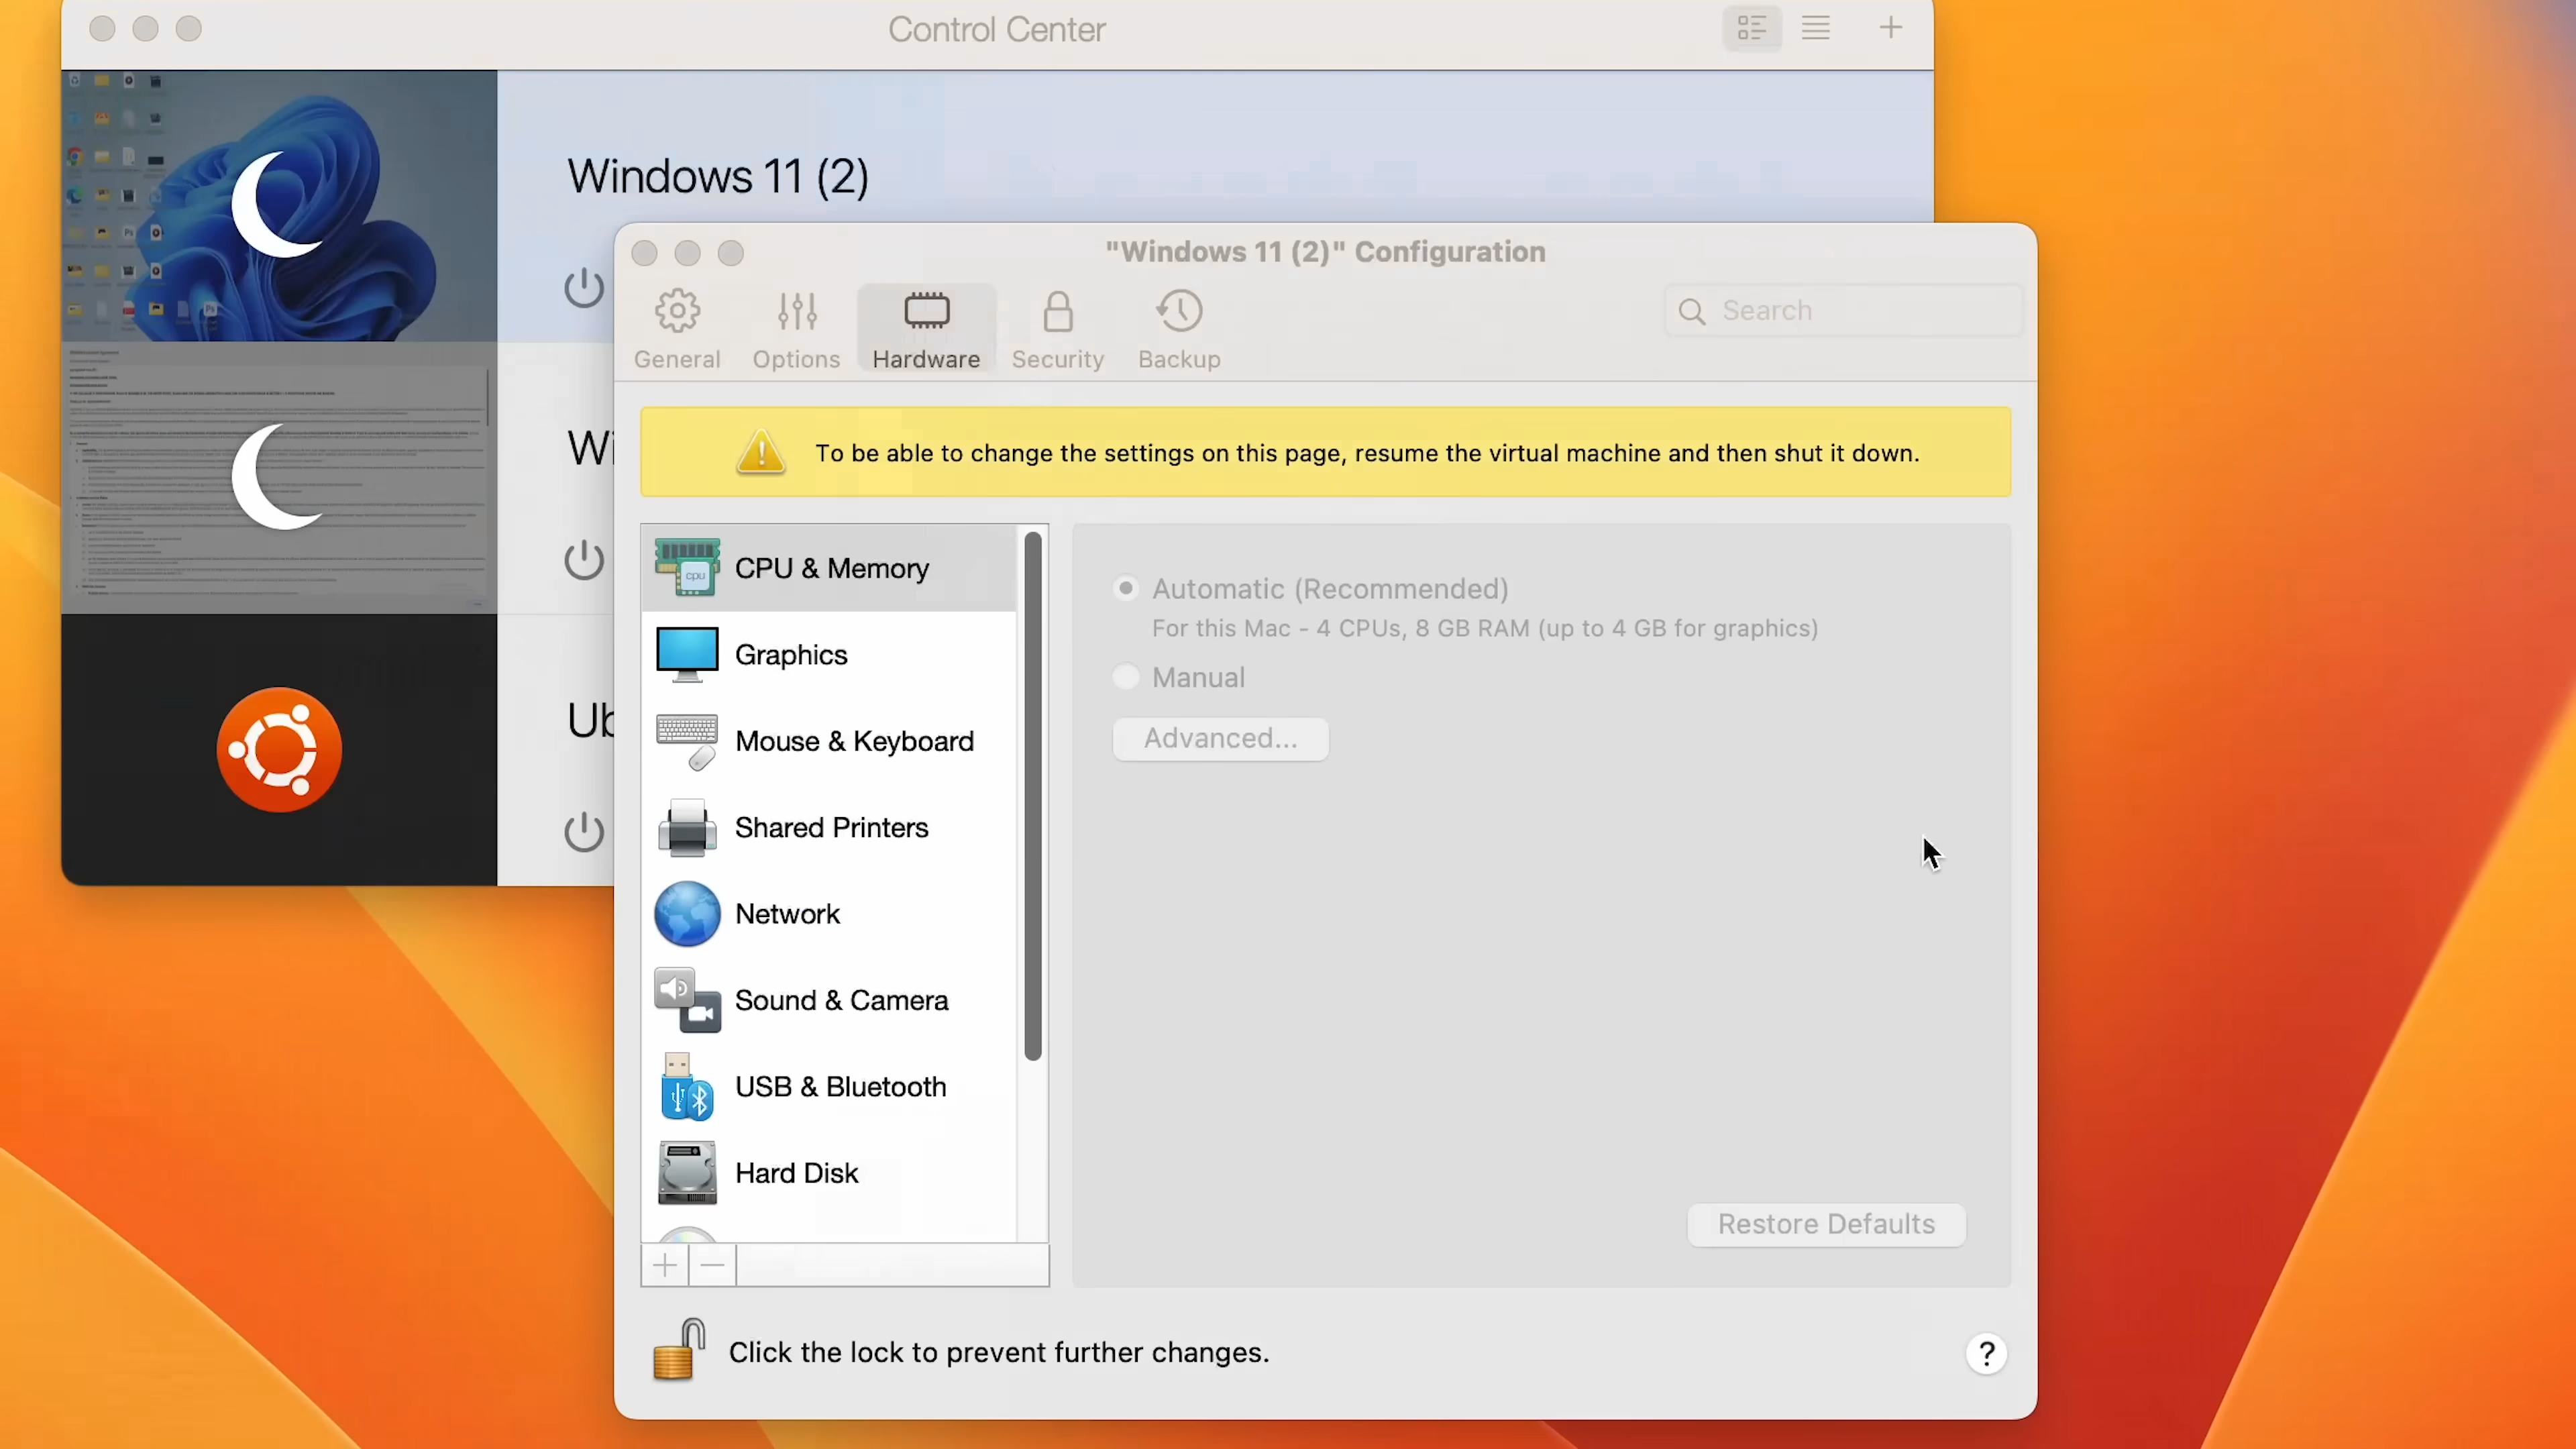 Control Center
Windows 11 (2)
Wi
Ub
"Windows 11 (2)" Configuration
General
Options
Hardware
Security
Backup
Search
To be able to change the settings on this page, resume the virtual machine and then shut it down.
CPU & Memory
Graphics
Mouse & Keyboard
Shared Printers
Network
Sound & Camera
USB & Bluetooth
Hard Disk
cpu
Automatic (Recommended)
For this Mac - 4 CPUs, 8 GB RAM (up to 4 GB for graphics)
Manual
Advanced...
Restore Defaults
Click the lock to prevent further changes.
?